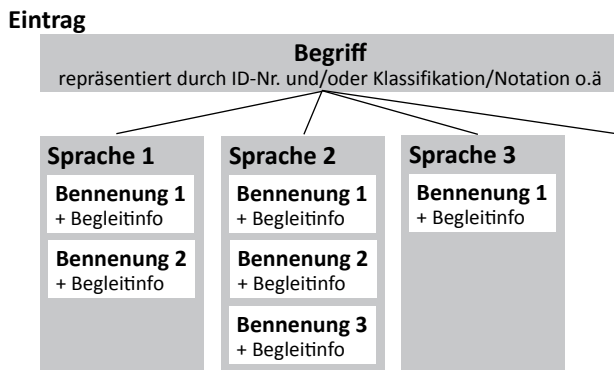 Eintrag
Begriff
repräsentiert durch ID-Nr. und/oder Klassifikation/Notation o.ä
Sprache 1
Bennenung 1
+ Begleitinfo
Bennenung 2
+ Begleitinfo
Sprache 2
Bennenung 1
+ Begleitinfo
Bennenung 2
+ Begleitinfo
Bennenung 3
+ Begleitinfo
Sprache 3
Bennenung 1
+ Begleitinfo